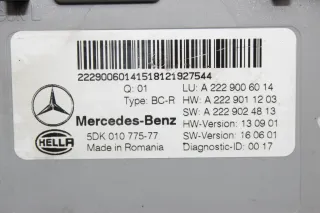 22290060141518121927544
Q: 01
LU: A 222 900 60 14
Type: BC-R
HW: A 222 901 12 03
SW: A 222 902 48 13
Mercedes-Benz
HW-Version: 13 09 01
HELLA
5DK 010 775-77
SW-Version: 16 06 01
Made in Romania
Diagnostic-ID: 00 17